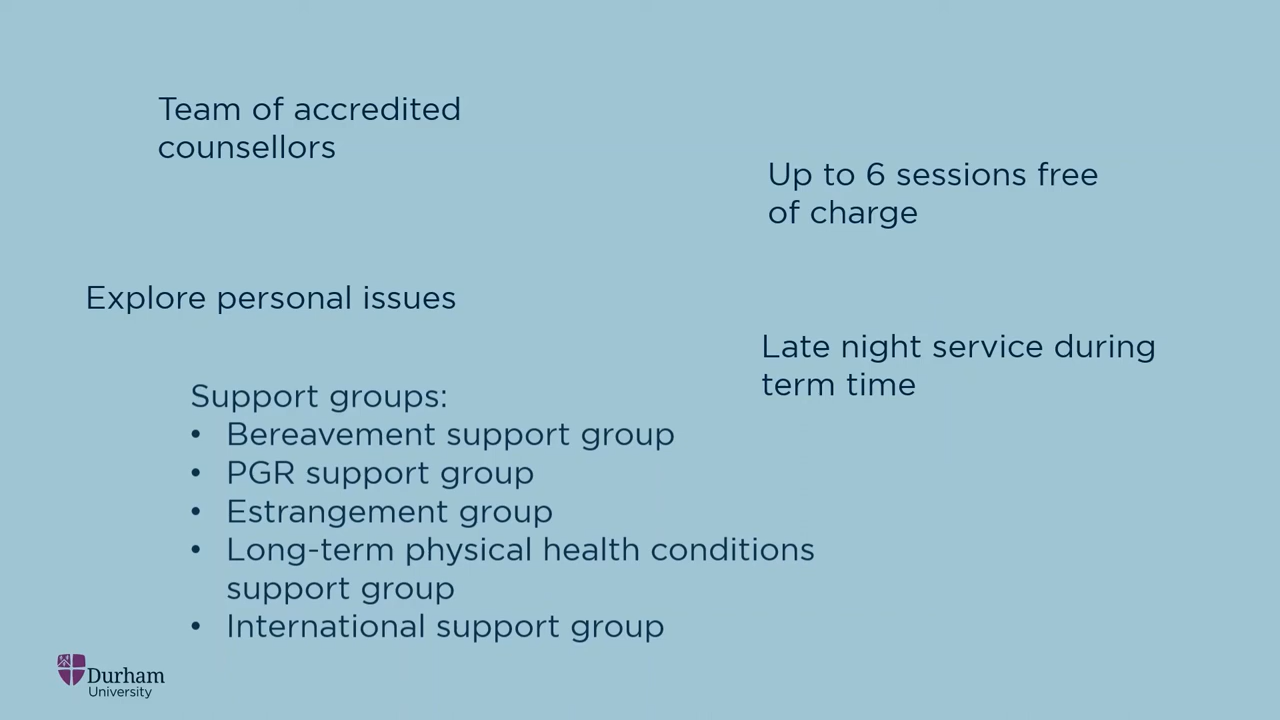 Team of accredited
counsellors
Up to 6 sessions free
of charge
Explore personal issues
Late night service during
term time
Support groups:
• Bereavement support group
• PGR support group
• Estrangement group
• Long-term physical health conditions
support group
• International support group
Durham
University